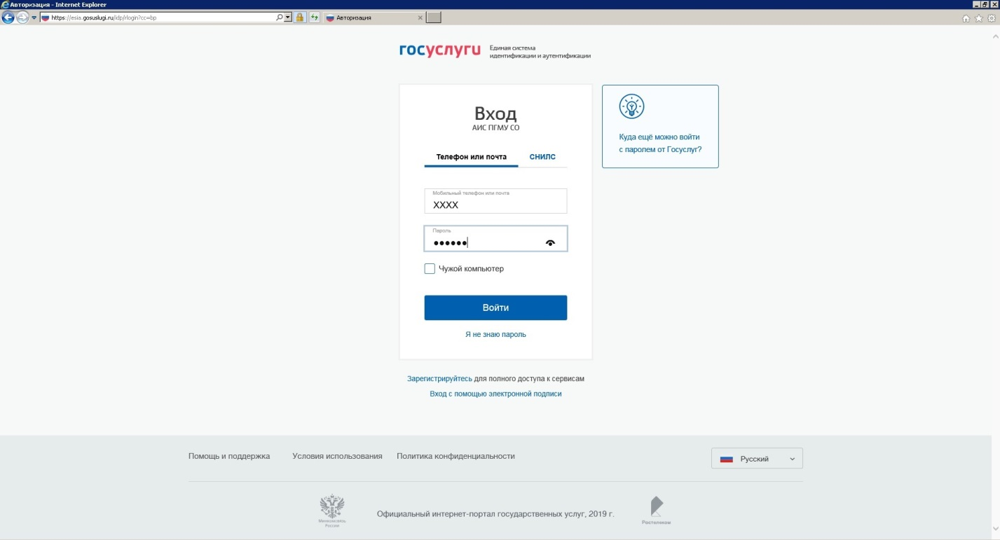 Авторизация - Internet Explorer
https://esia.gosuslugi.ru/idp/rlogin?cc=bp
Авторизация
госуслуги
Единая система
идентификации и аутентификации
Вход
АИС ПГМУ СО
Телефон или почта
СНИЛС
Мобильный телефон или почта
XXXX
Пароль
••••••
Чужой компьютер
Войти
Я не знаю пароль
Куда ещё можно войти
с паролем от Госуслуг?
Зарегистрируйтесь для полного доступа к сервисам
Вход с помощью электронной подписи
Помощь и поддержка
Условия использования
Политика конфиденциальности
Русский
Минкомсвязь
России
Официальный интернет-портал государственных услуг, 2019 г.
Ростелеком